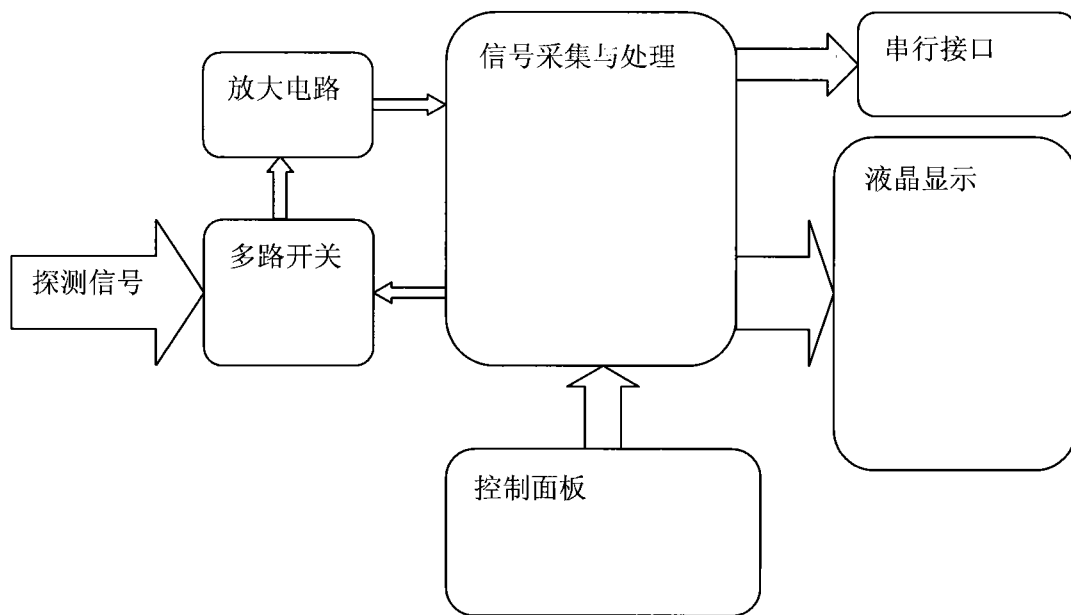 信号采集与处理
串行接口
放大电路
液晶显示
多路开关
探测信号
控制面板